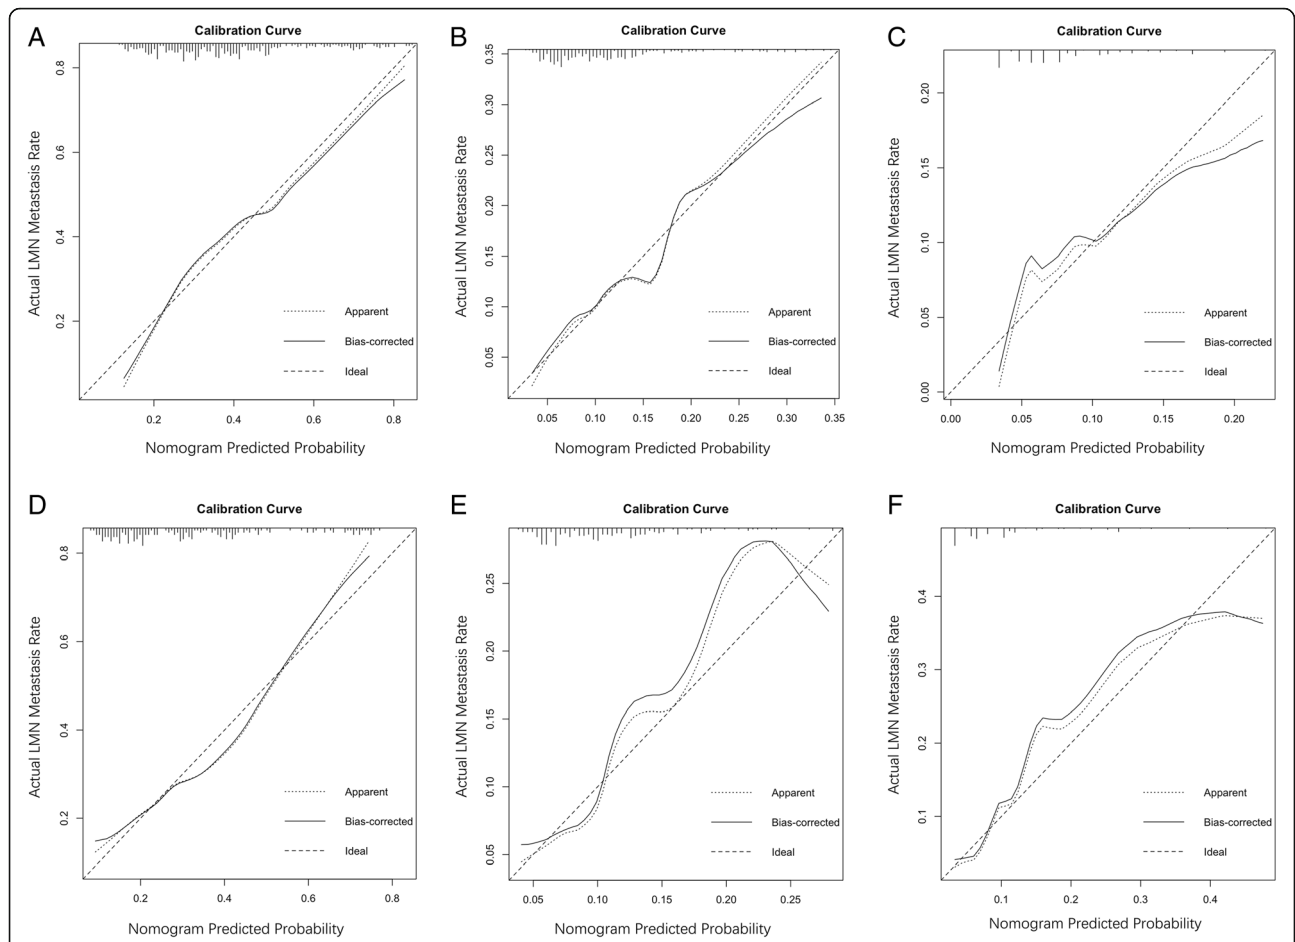 A
Calibration Curve
0.8
0.6
0.4
0.2
Actual LMN Metastasis Rate
Apparent
Bias-corrected
Ideal
0.2 0.4 0.6 0.8
Nomogram Predicted Probability
B
Calibration Curve
0.35
0.30
0.25
0.20
0.15
0.10
0.05
Actual LMN Metastasis Rate
Apparent
Bias-corrected
Ideal
0.05 0.10 0.15 0.20 0.25 0.30 0.35
Nomogram Predicted Probability
C
Calibration Curve
0.20
0.15
0.10
0.05
0.00
Actual LMN Metastasis Rate
Apparent
Bias-corrected
Ideal
0.00 0.05 0.10 0.15 0.20
Nomogram Predicted Probability
D
Calibration Curve
0.8
0.6
0.4
0.2
Actual LMN Metastasis Rate
Apparent
Bias-corrected
Ideal
0.2 0.4 0.6 0.8
Nomogram Predicted Probability
E
Calibration Curve
0.25
0.20
0.15
0.10
0.05
Actual LMN Metastasis Rate
Apparent
Bias-corrected
Ideal
0.05 0.10 0.15 0.20 0.25
Nomogram Predicted Probability
F
Calibration Curve
0.4
0.3
0.2
0.1
Actual LMN Metastasis Rate
Apparent
Bias-corrected
Ideal
0.1 0.2 0.3 0.4
Nomogram Predicted Probability